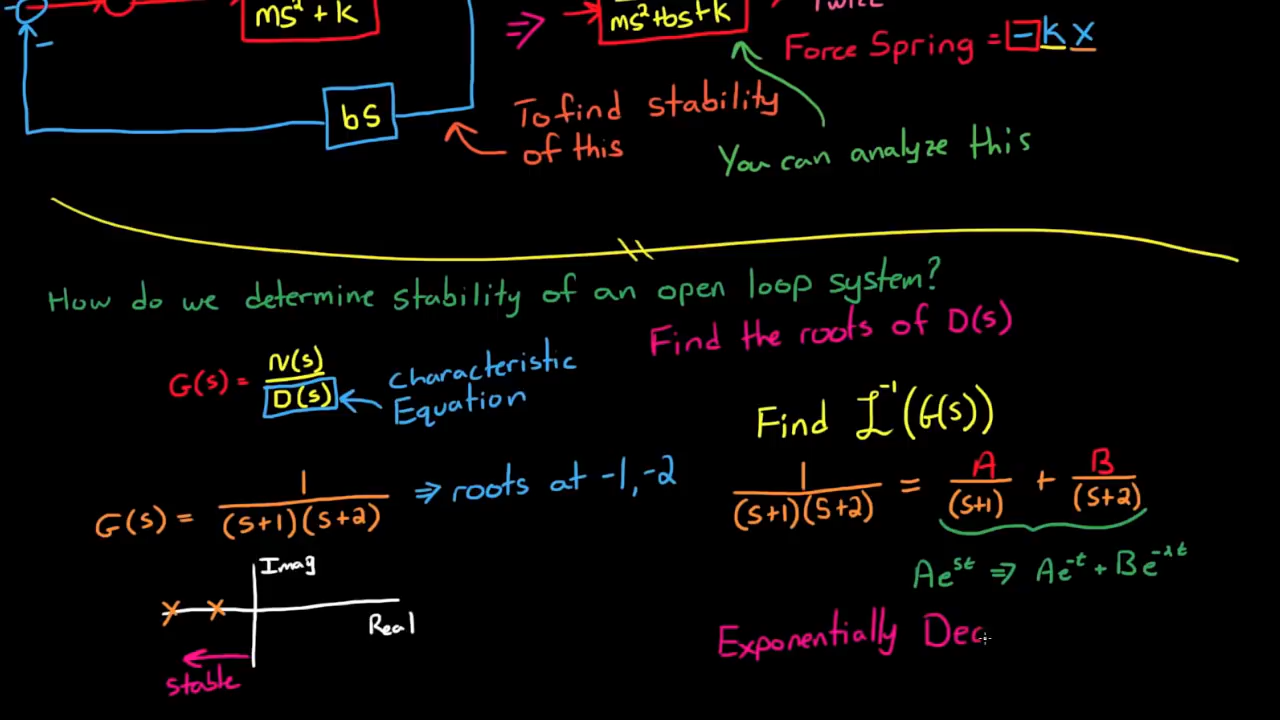 ms² + k
ms²+bs+k
Force Spring = -kx
−
bs
To find stability
of this
You can analyze this
How do we determine stability of an open loop system?
Find the roots of D(s)
G(s) = N(s)
D(s)
Characteristic
Equation
Find ℒ⁻¹(G(s))
G(s) = 1/(s+1)(s+2) ⇒ roots at -1,-2
1/(s+1)(s+2) = A/(s+1) + B/(s+2)
Ae^st ⇒ Ae^-t + Be^-2t
Imag
Real
stable
Exponentially Dec